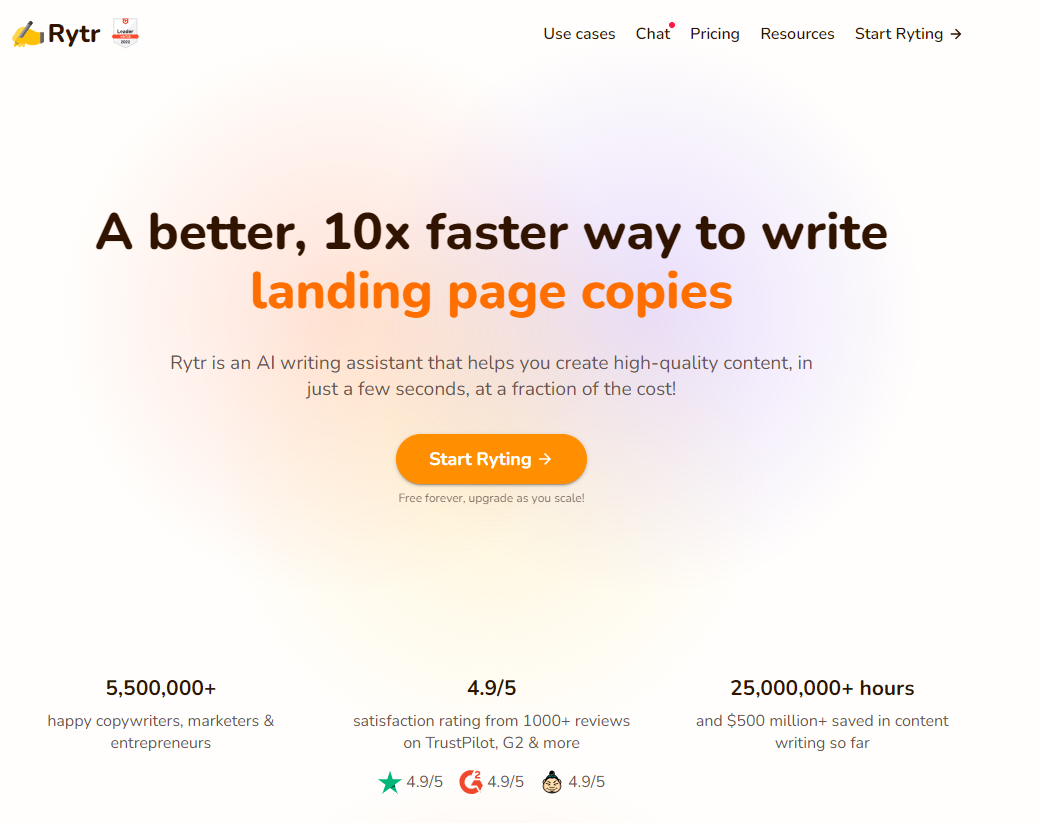 Rytr
Leader
2022
Use cases Chat Pricing Resources Start Ryting →
A better, 10x faster way to write
landing page copies
Rytr is an AI writing assistant that helps you create high-quality content, in
just a few seconds, at a fraction of the cost!
Start Ryting →
Free forever, upgrade as you scale!
5,500,000+
happy copywriters, marketers &
entrepreneurs
4.9/5
satisfaction rating from 1000+ reviews
on TrustPilot, G2 & more
4.9/5 4.9/5 4.9/5
25,000,000+ hours
and $500 million+ saved in content
writing so far